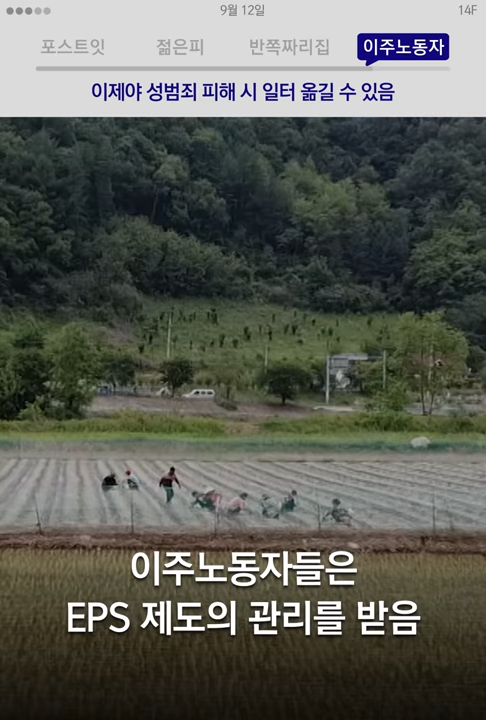 9월 12일
14F
포스트잇
젊은피
반쪽짜리집
이주노동자
이제야 성범죄 피해 시 일터 옮길 수 있음
이주노동자들은
EPS 제도의 관리를 받음